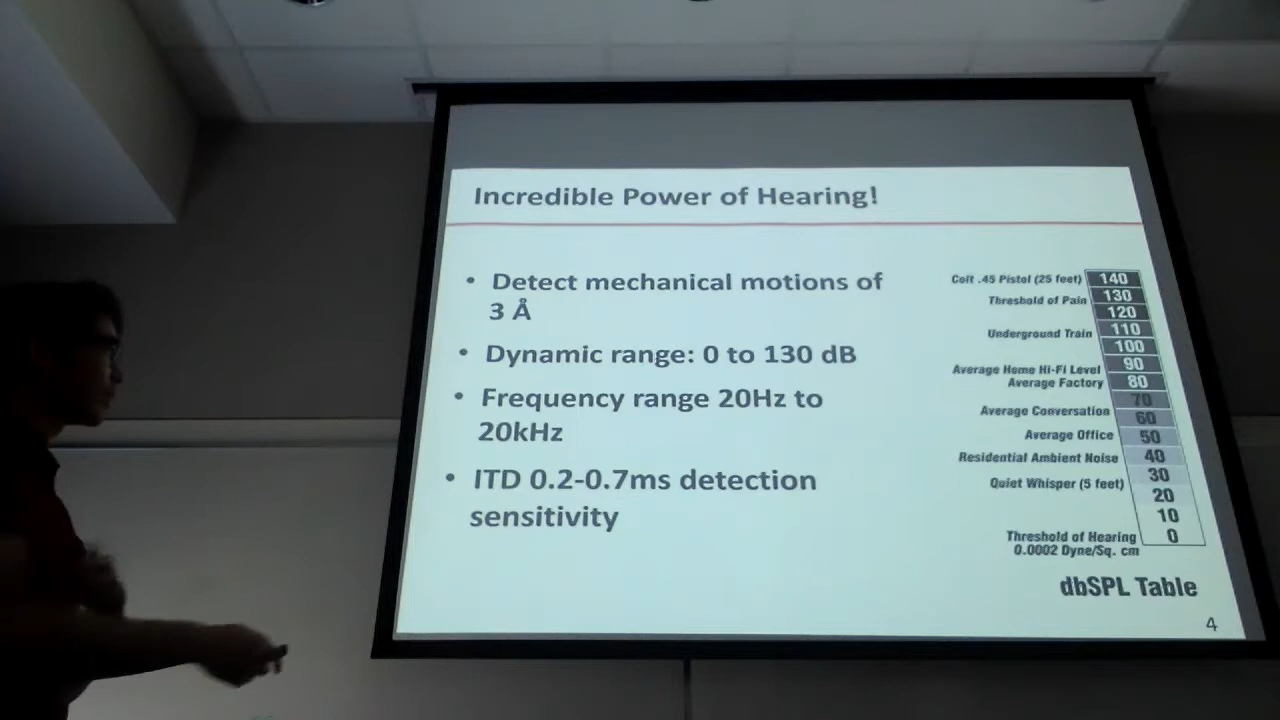 Incredible Power of Hearing!
• Detect mechanical motions of
3 Å
• Dynamic range: 0 to 130 dB
• Frequency range 20Hz to
20kHz
• ITD 0.2-0.7ms detection
sensitivity
Colt .45 Pistol (25 feet) 140
Threshold of Pain 130
120
Underground Train 110
100
Average Home Hi-Fi Level 90
Average Factory 80
70
Average Conversation 60
Average Office 50
Residential Ambient Noise 40
Quiet Whisper (5 feet) 30
20
10
Threshold of Hearing 0
0.0002 Dyne/Sq. cm
dbSPL Table
4